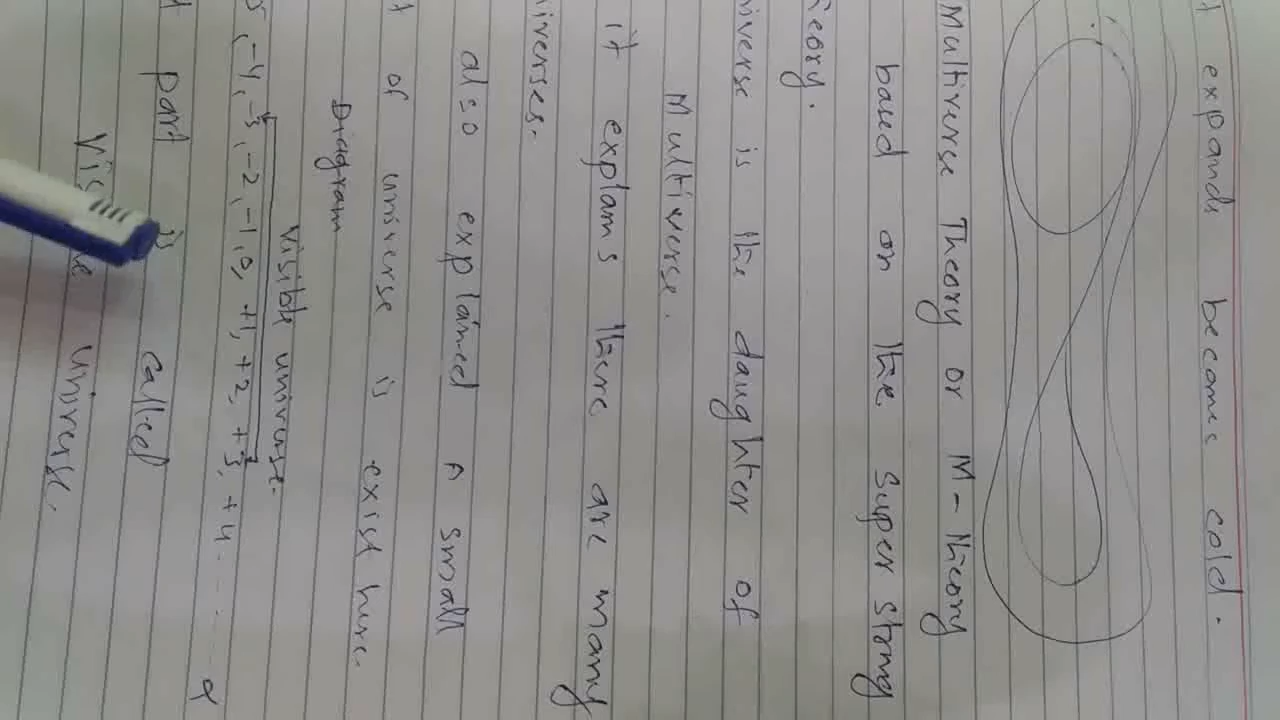 expands becomes cold.
Multiverse Theory or M-theory
based on the super string
theory.
universe is the daughter of
Multiverse.
it explains there are many
universes.
also explained A small
of universe is exist here.
Diagram
Visible universe.
-4, -3, -2, -1, 0, +1, +2, +3, +4 ........ α
part is called
universe.